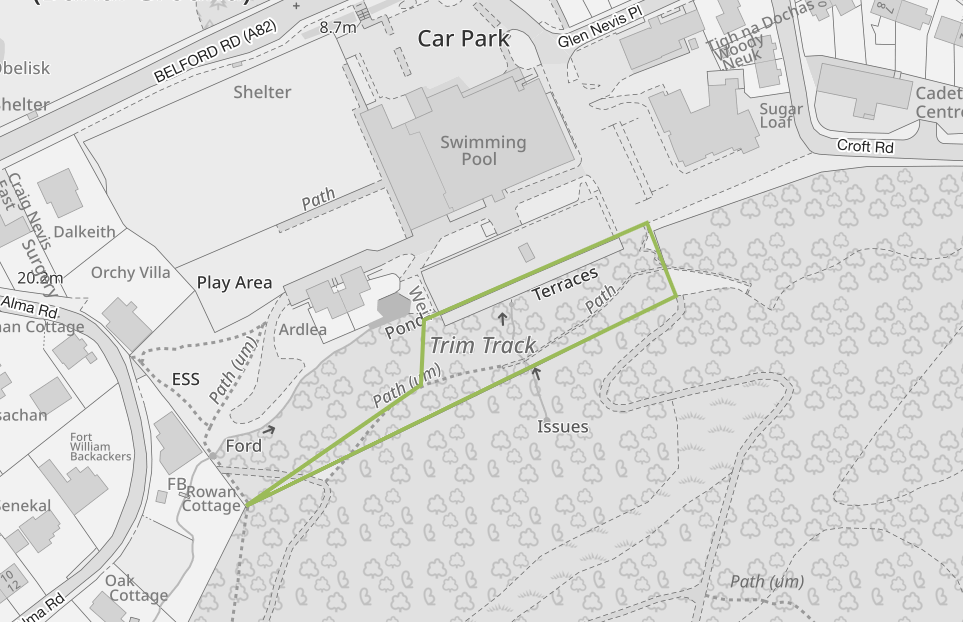 8.7m
Car Park
Glen Nevis Pl
BELFORD RD (A82)
Tigh na Dochas
Woody
Neuk
Obelisk
Shelter
Shelter
Sugar
Loaf
Cadet
Centre
Croft Rd
Swimming
Pool
Path
Craig Nevis
East
Surgery
Dalkeith
20.2m
Orchy Villa
Play Area
Alma Rd
Ardlea
Weir
Pond
Terraces
Path
Trim Track
ESS
Path (um)
Path (um)
Issues
Ford
Fort
William
Backackers
FB
Rowan
Cottage
Senekal
10
12
Oak
Cottage
Alma Rd
Path (um)